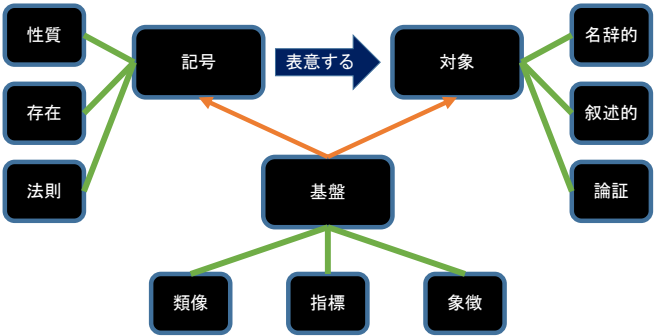 性質
記号
表意する
対象
名辞的
存在
叙述的
法則
基盤
論証
類像
指標
象徴